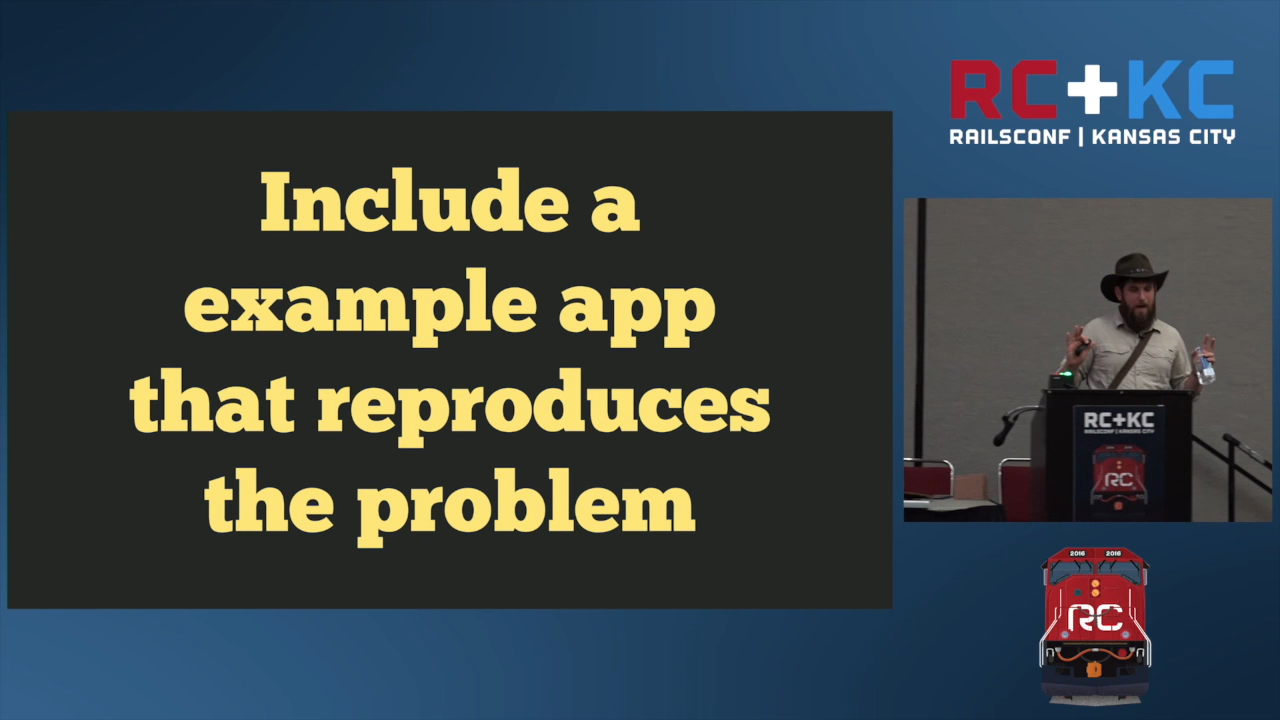 Include a
example app
that reproduces
the problem
RC+KC
RAILSCONF | KANSAS CITY
RC+KC
RAILSCONF | KANSAS CITY
RC
2016 2016
RC